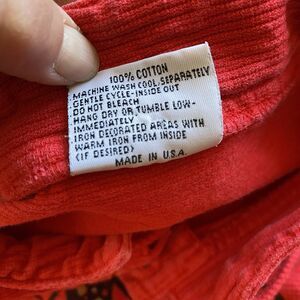 100% COTTON
MACHINE WASH COOL, SEPARATELY
GENTLE CYCLE-INSIDE OUT
DO NOT BLEACH
HANG DRY OR TUMBLE LOW-
IMMEDIATELY
IRON DECORATED AREAS WITH
WARM IRON FROM INSIDE
(IF DESIRED)
MADE IN U.S.A.